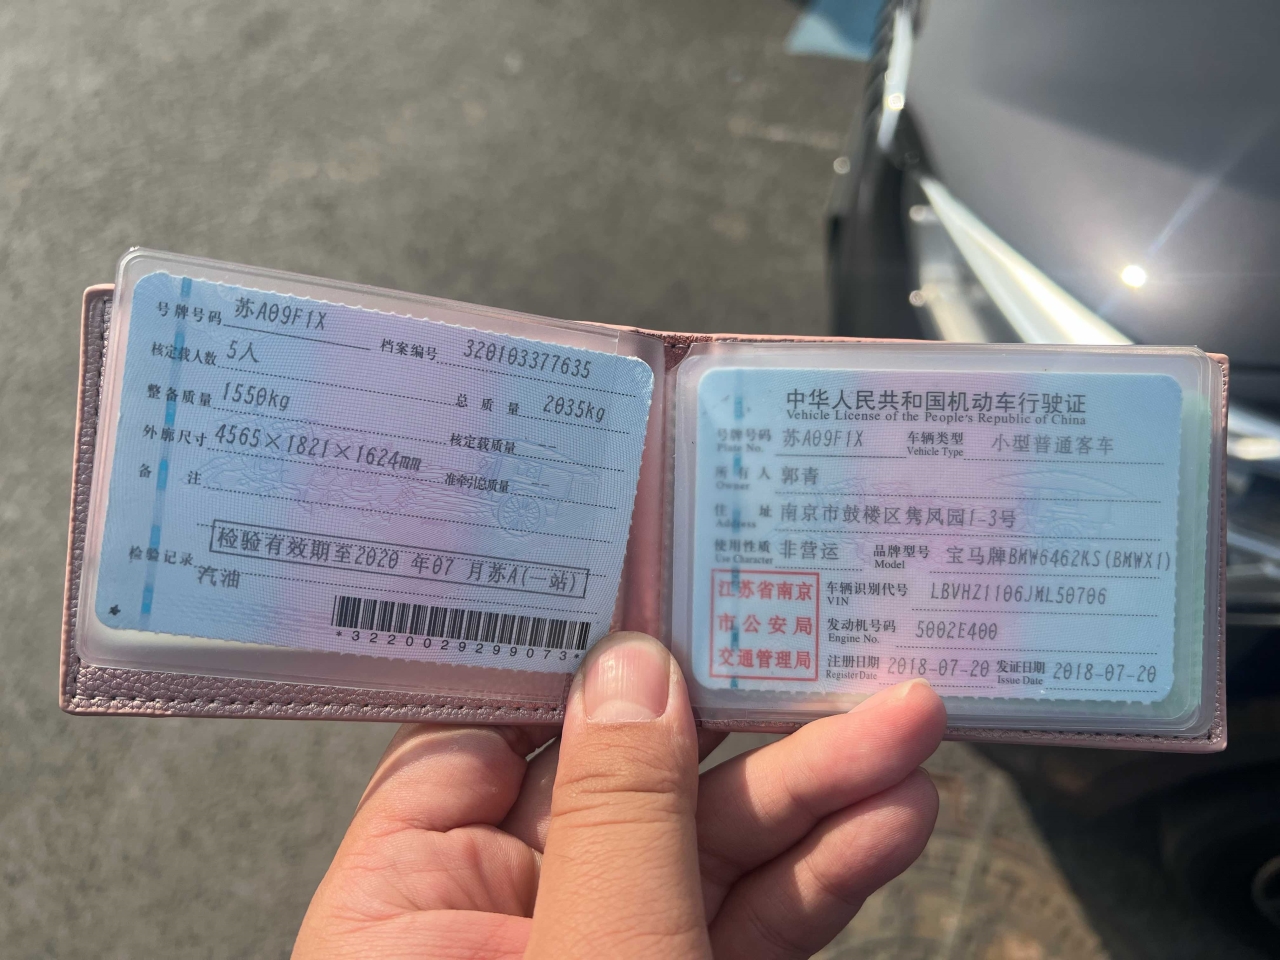 号牌号码 苏A09F1X 档案编号 320103377635
核定载人数 5人
整备质量 1550kg 总质量 2035kg
外廓尺寸 4565×1821×1624mm 核定载质量 --
备注 准牵引总质量 --
检验记录 检验有效期至2020 年07 月苏A(一站)
汽油
*3220029299073*
中华人民共和国机动车行驶证
Vehicle License of the People's Republic of China
号牌号码 苏A09F1X 车辆类型 小型普通客车
Plate No. Vehicle Type
所有人 郭青
Owner
住址 南京市鼓楼区隽凤园1-3号
Address
使用性质 非营运 品牌型号 宝马牌BMW6462KS(BMWX1)
Use Character Model
江苏省南京
市公安局
交通管理局
车辆识别代号 LBVHZ1106JML50706
VIN
发动机号码 5002E400
Engine No.
注册日期 2018-07-20 发证日期 2018-07-20
Register Date Issue Date